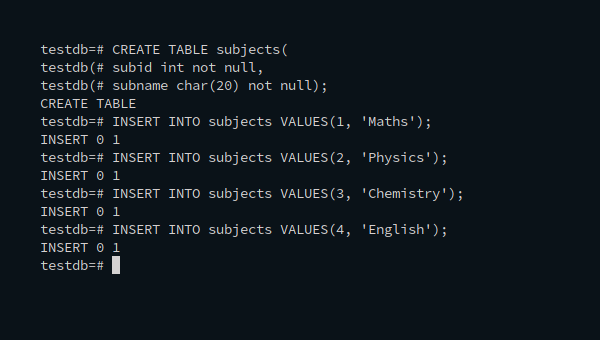 testdb=# CREATE TABLE subjects(
testdb(# subid int not null,
testdb(# subname char(20) not null);
CREATE TABLE
testdb=# INSERT INTO subjects VALUES(1, 'Maths');
INSERT 0 1
testdb=# INSERT INTO subjects VALUES(2, 'Physics');
INSERT 0 1
testdb=# INSERT INTO subjects VALUES(3, 'Chemistry');
INSERT 0 1
testdb=# INSERT INTO subjects VALUES(4, 'English');
INSERT 0 1
testdb=#